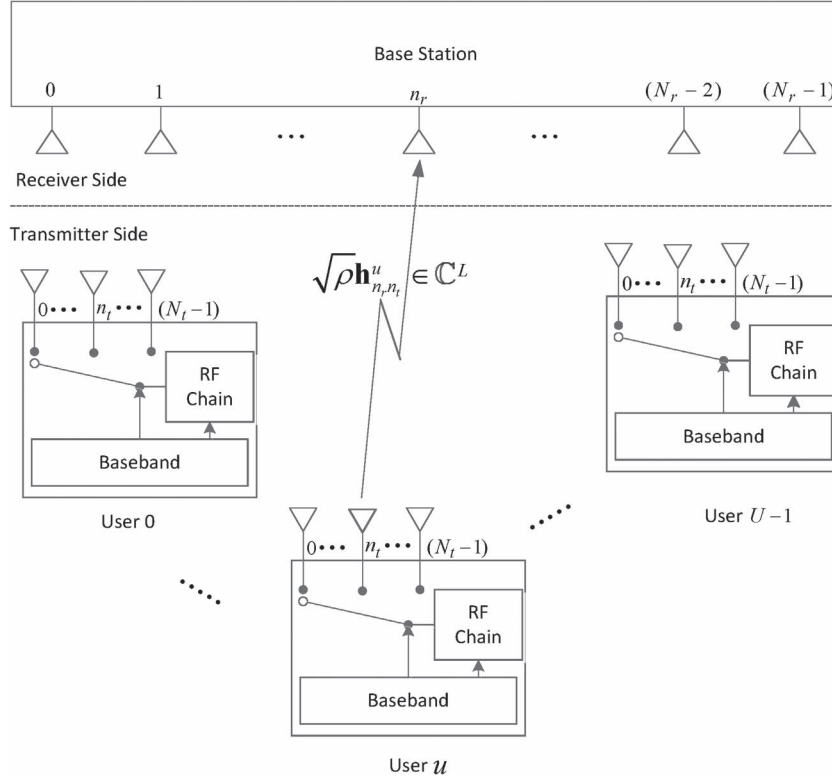 Base Station
0 1 n_r (N_r − 2) (N_r − 1)
••• •••
Receiver Side
Transmitter Side
√ρ h^u_{n_r n_t} ∈ ℂ^L
0 ••• n_t ••• (N_t −1)
RF
Chain
Baseband
User 0
0 ••• n_t ••• (N_t −1)
RF
Chain
Baseband
User U−1
0 ••• n_t ••• (N_t −1)
RF
Chain
Baseband
User u